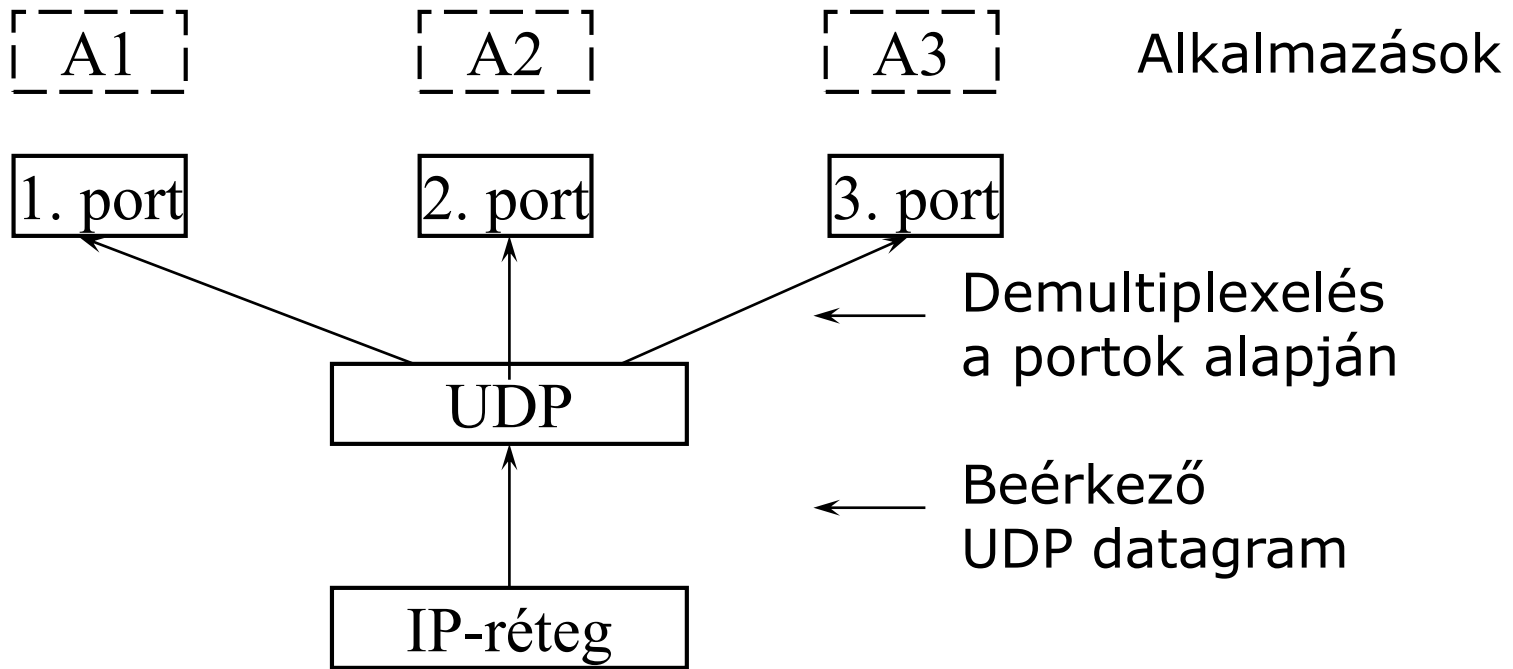 A1 A2 A3 Alkalmazások
1. port 2. port 3. port
Demultiplexelés
a portok alapján
UDP
Beérkező
UDP datagram
IP-réteg